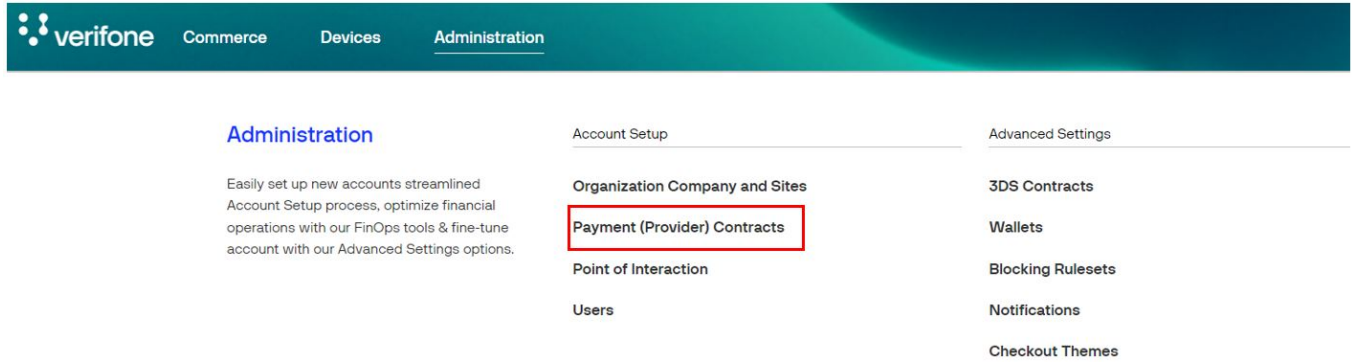 verifone Commerce Devices Administration
Administration
Easily set up new accounts streamlined
Account Setup process, optimize financial
operations with our FinOps tools & fine-tune
account with our Advanced Settings options.
Account Setup
Organization Company and Sites
Payment (Provider) Contracts
Point of Interaction
Users
Advanced Settings
3DS Contracts
Wallets
Blocking Rulesets
Notifications
Checkout Themes